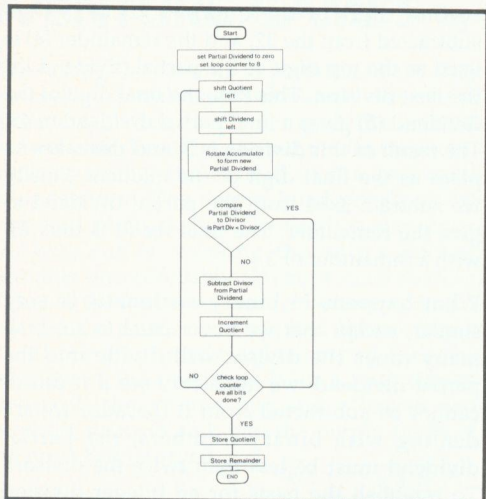 Start
set Partial Dividend to zero
set loop counter to 8
shift Quotient
left
shift Dividend
left
Rotate Accumulator
to form new
Partial Dividend
compare
Partial Dividend
to Divisor
is Part Div < Divisor
YES
NO
Subtract Divisor
from Partial
Dividend
Increment
Quotient
NO
check loop
counter
Are all bits
done?
YES
Store Quotient
Store Remainder
END